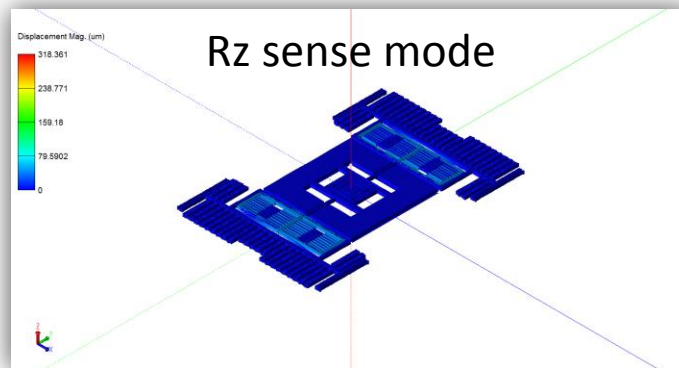 Rz sense mode
Displacement Mag. (um)
318.361
238.771
159.18
79.5902
0